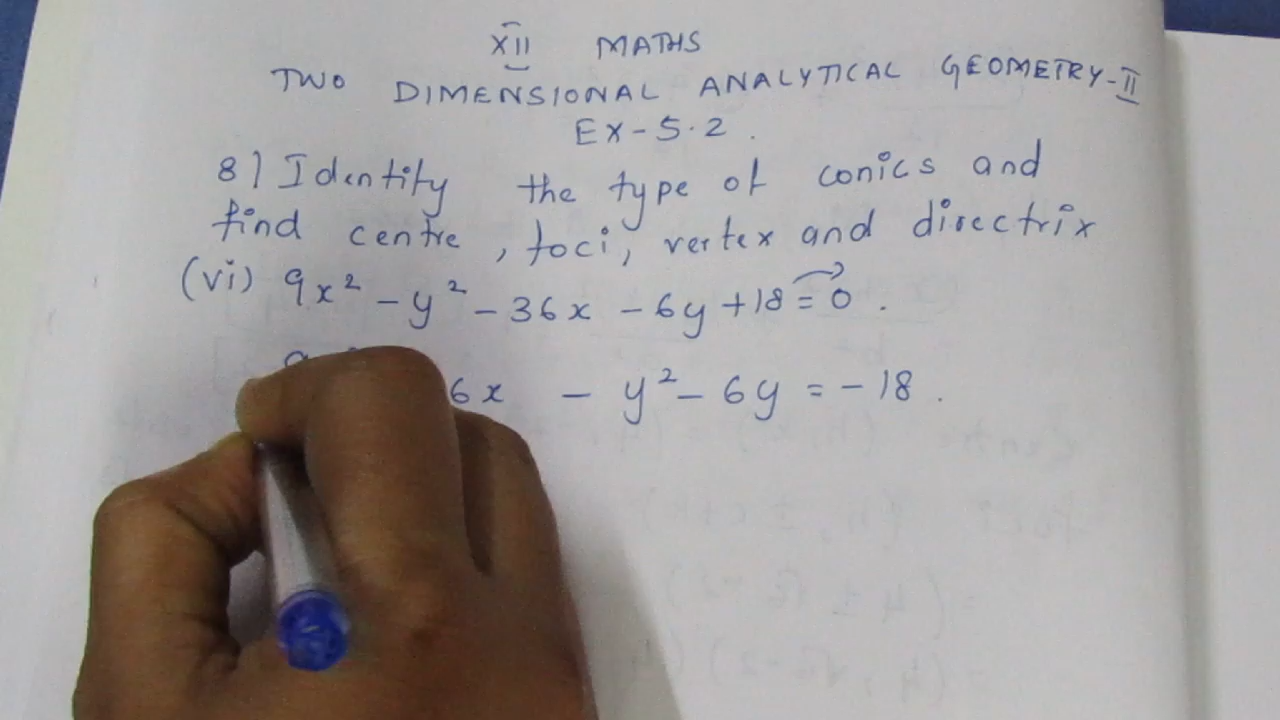 XII MATHS
TWO DIMENSIONAL ANALYTICAL GEOMETRY-II
EX-5.2.
8) Identify the type of conics and
find centre, foci, vertex and directrix
(vi) 9x² - y² - 36x - 6y + 18 = 0.
6x - y² - 6y = -18.